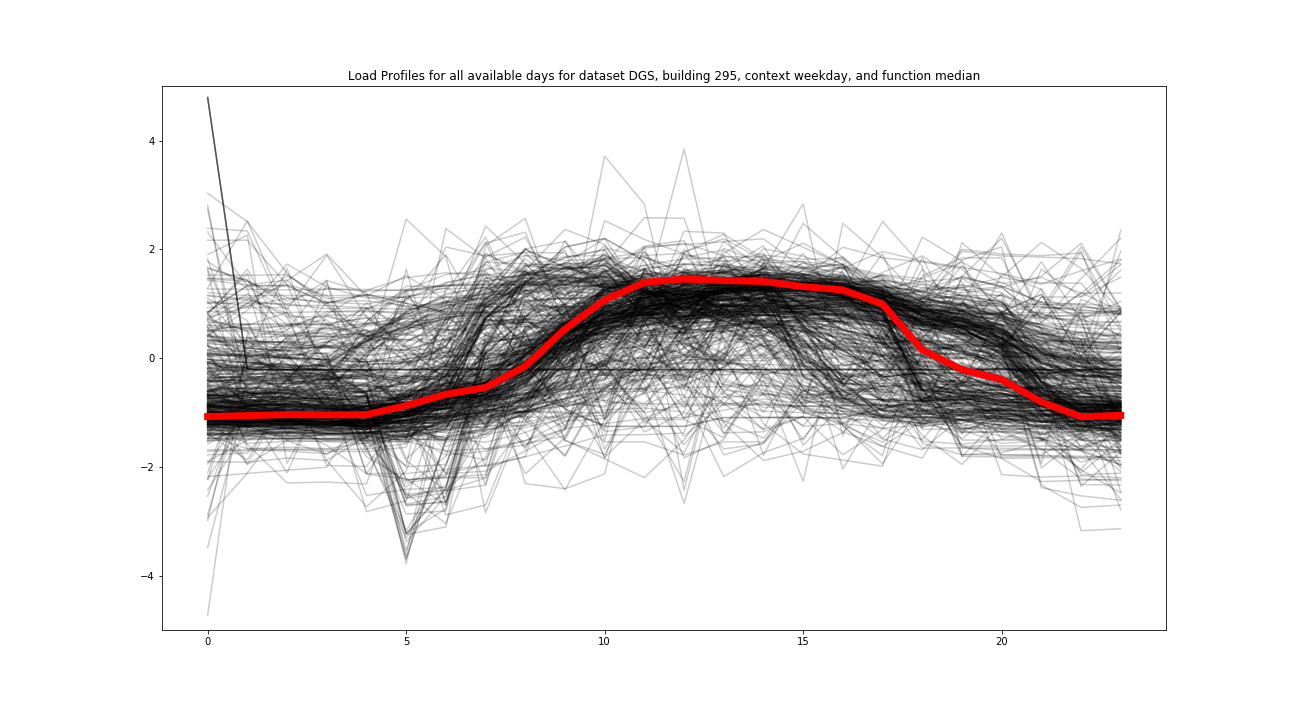 Load Profiles for all available days for dataset DGS, building 295, context weekday, and function median
4
2
0
−2
−4
0 5 10 15 20